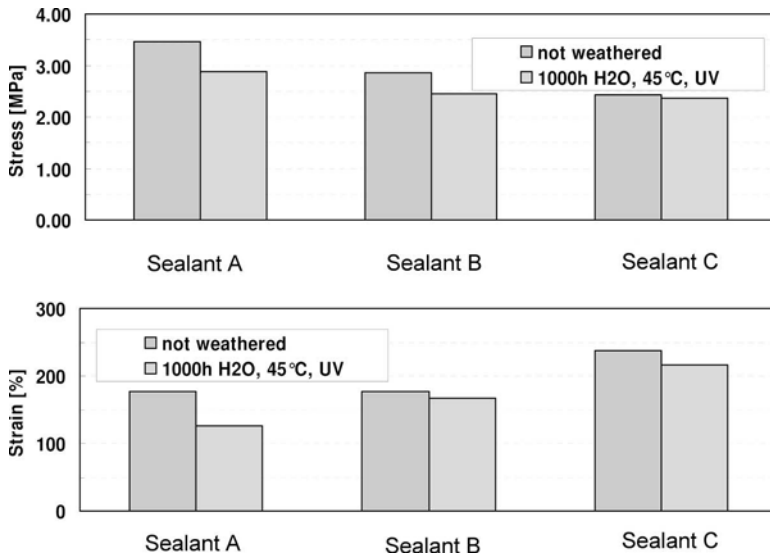 4.00
3.00
2.00
1.00
0.00
Stress [MPa]
not weathered
1000h H2O, 45°C, UV
Sealant A
Sealant B
Sealant C
300
200
100
0
Strain [%]
not weathered
1000h H2O, 45°C, UV
Sealant A
Sealant B
Sealant C